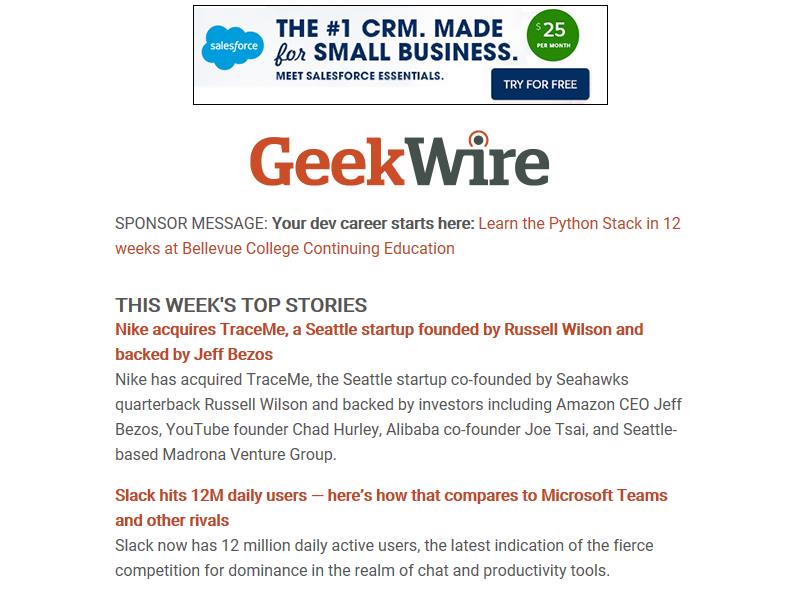 salesforce
THE #1 CRM. MADE
for SMALL BUSINESS.
MEET SALESFORCE ESSENTIALS.
$25
PER MONTH
TRY FOR FREE
GeekWire
SPONSOR MESSAGE: Your dev career starts here: Learn the Python Stack in 12
weeks at Bellevue College Continuing Education
THIS WEEK'S TOP STORIES
Nike acquires TraceMe, a Seattle startup founded by Russell Wilson and
backed by Jeff Bezos
Nike has acquired TraceMe, the Seattle startup co-founded by Seahawks
quarterback Russell Wilson and backed by investors including Amazon CEO Jeff
Bezos, YouTube founder Chad Hurley, Alibaba co-founder Joe Tsai, and Seattle-
based Madrona Venture Group.
Slack hits 12M daily users — here’s how that compares to Microsoft Teams
and other rivals
Slack now has 12 million daily active users, the latest indication of the fierce
competition for dominance in the realm of chat and productivity tools.